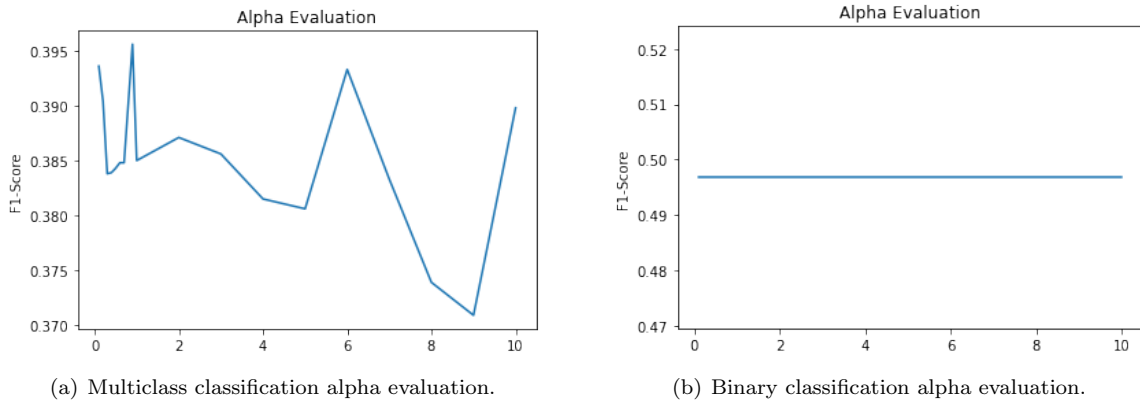 Alpha Evaluation
0.395
0.390
0.385
0.380
0.375
0.370
F1-Score
0 2 4 6 8 10
(a) Multiclass classification alpha evaluation.
Alpha Evaluation
0.52
0.51
0.50
0.49
0.48
0.47
F1-Score
0 2 4 6 8 10
(b) Binary classification alpha evaluation.